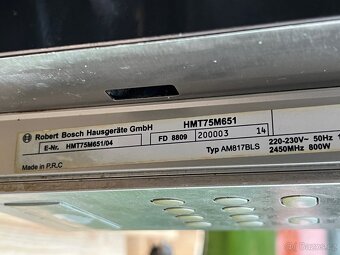 Robert Bosch Hausgeräte GmbH
HMT75M651
E-Nr. HMT75M651/04
FD 8809 200003 14
220-230V~ 50Hz
Typ AM817BLS
2450MHz 800W
Made in P.R.C